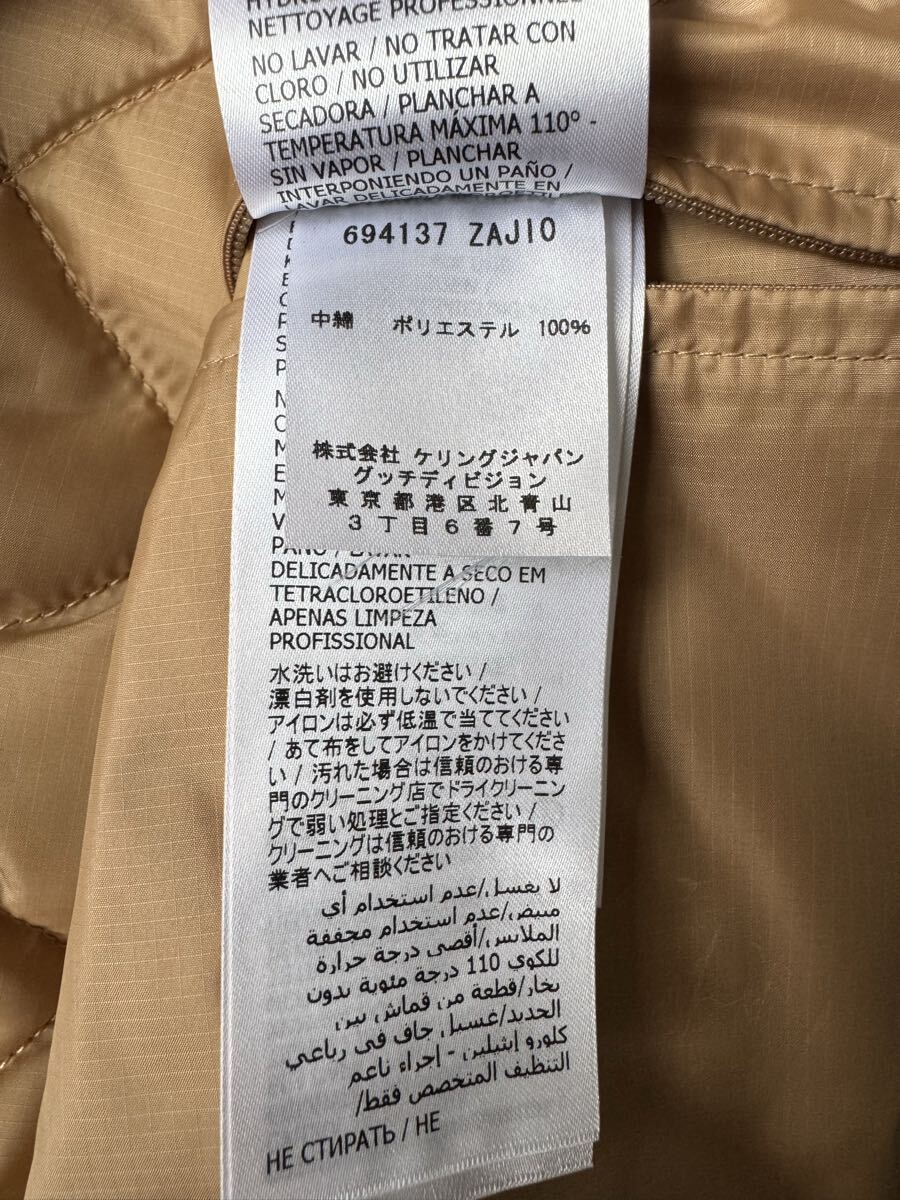 NETTOYAGE PROFESSIONNEL
NO LAVAR / NO TRATAR CON
CLORO / NO UTILIZAR
SECADORA / PLANCHAR A
TEMPERATURA MÁXIMA 110° -
SIN VAPOR / PLANCHAR
INTERPONIENDO UN PAÑO /
LAVAR DELICADAMENTE EN
694137 ZAJI0
中綿 ポリエステル 100%
株式会社 ケリングジャパン
グッチディビジョン
東京都港区北青山
3丁目6番7号
DELICADAMENTE A SECO EM
TETRACLOROETILENO /
APENAS LIMPEZA
PROFISSIONAL
水洗いはお避けください /
漂白剤を使用しないでください /
アイロンは必ず低温で当ててください
/ あて布をしてアイロンをかけてくださ
い / 汚れた場合は信頼のおける専
門のクリーニング店でドライクリーニン
グで弱い処理とご指定ください /
クリーニングは信頼のおける専門の
業者へご相談ください
لا يغسل/عدم استخدام أي
مبيض/عدم استخدام مجففة
الملابس/أقصى درجة حرارة
للكوي 110 درجة مئوية بدون
بخار/قطعة من قماش بين
الحديد/غسيل جاف في رباعي
كلورو إيثيلين - إجراء ناعم
التنظيف المتخصص فقط/
НЕ СТИРАТЬ / НЕ